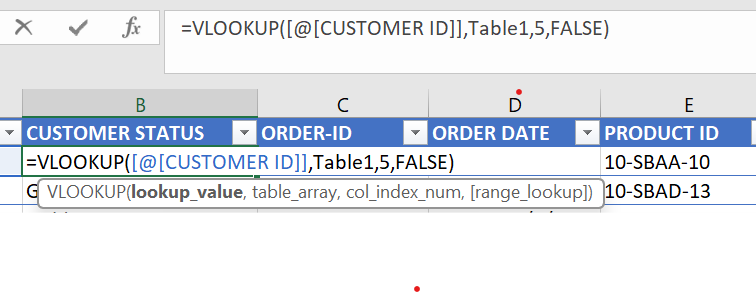 fx =VLOOKUP([@[CUSTOMER ID]],Table1,5,FALSE)
B C D E
CUSTOMER STATUS ORDER-ID ORDER DATE PRODUCT ID
=VLOOKUP([@[CUSTOMER ID]],Table1,5,FALSE) 10-SBAA-10
G VLOOKUP(lookup_value, table_array, col_index_num, [range_lookup]) 10-SBAD-13